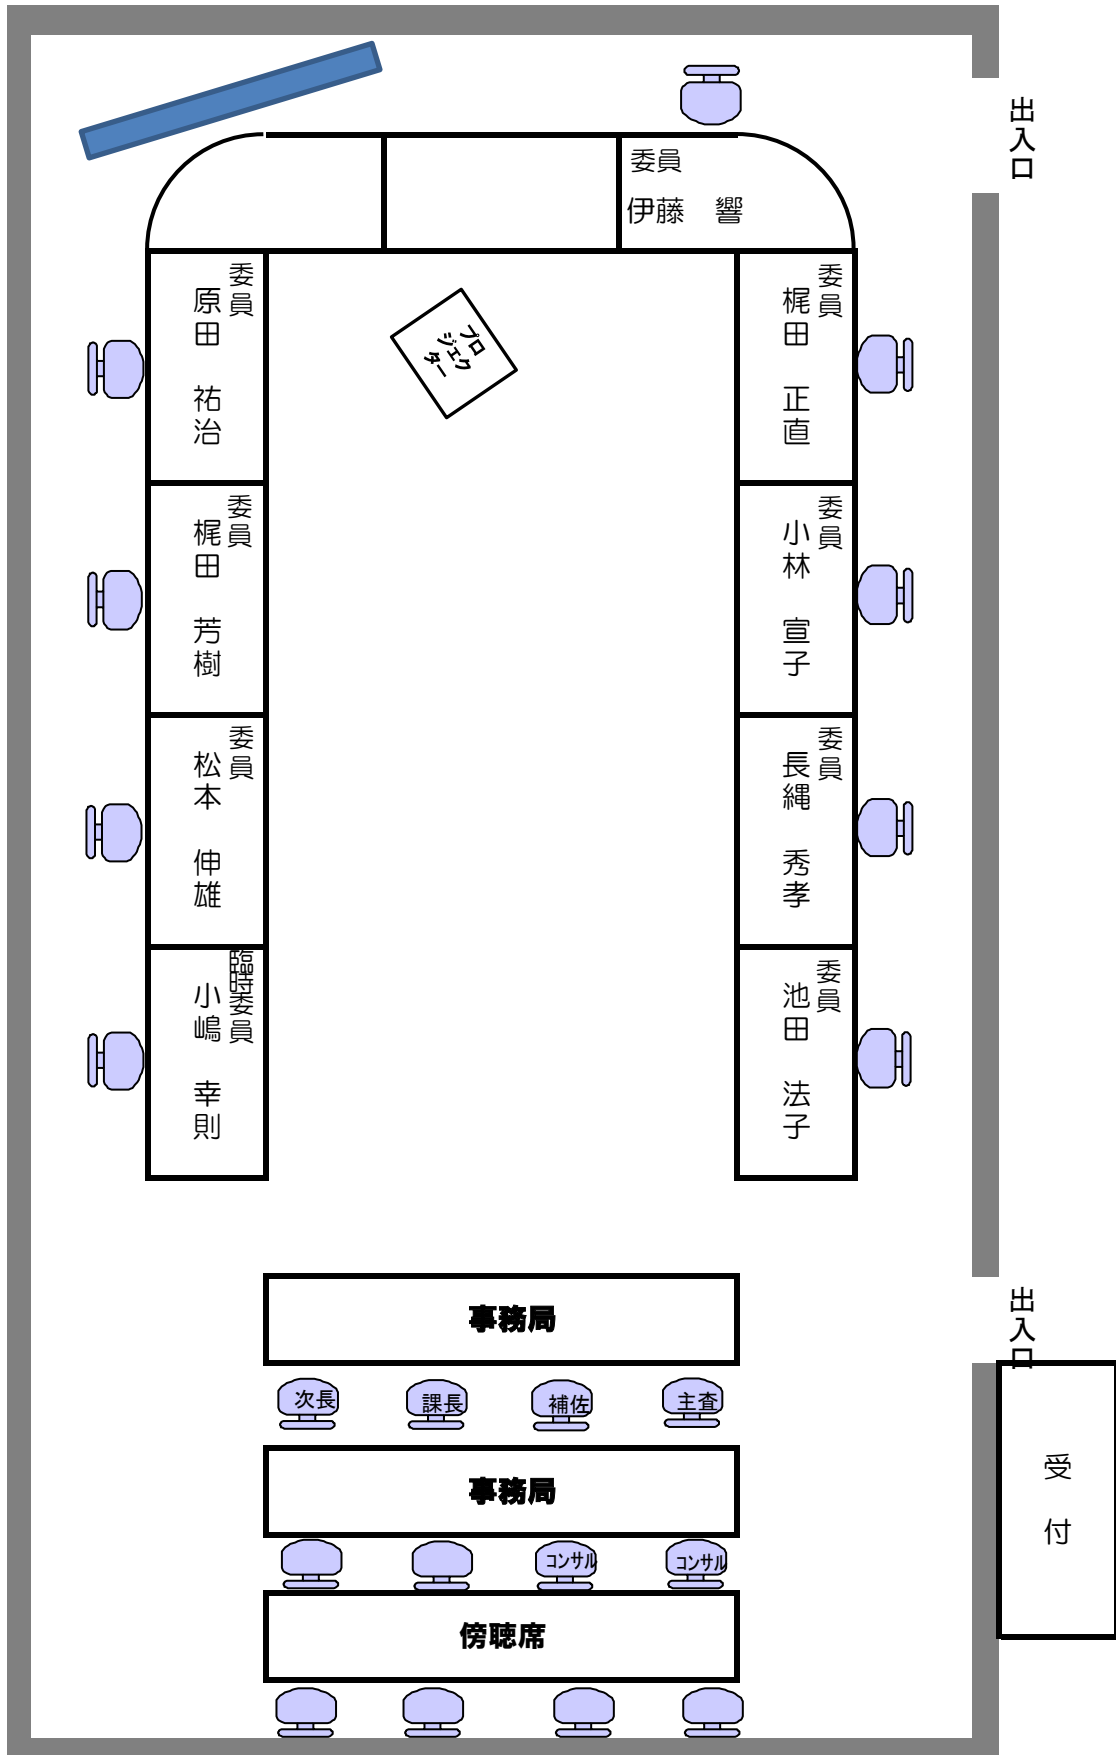 出入口
委員
伊藤　響
委員
原田　祐治
プロ
ジェク
ター
委員
梶田　正直
委員
梶田　芳樹
委員
小林　宣子
委員
松本　伸雄
委員
長縄　秀孝
臨時委員
小嶋　幸則
委員
池田　法子
出入口
事務局
次長
課長
補佐
主査
受付
事務局
コンサル
コンサル
傍聴席